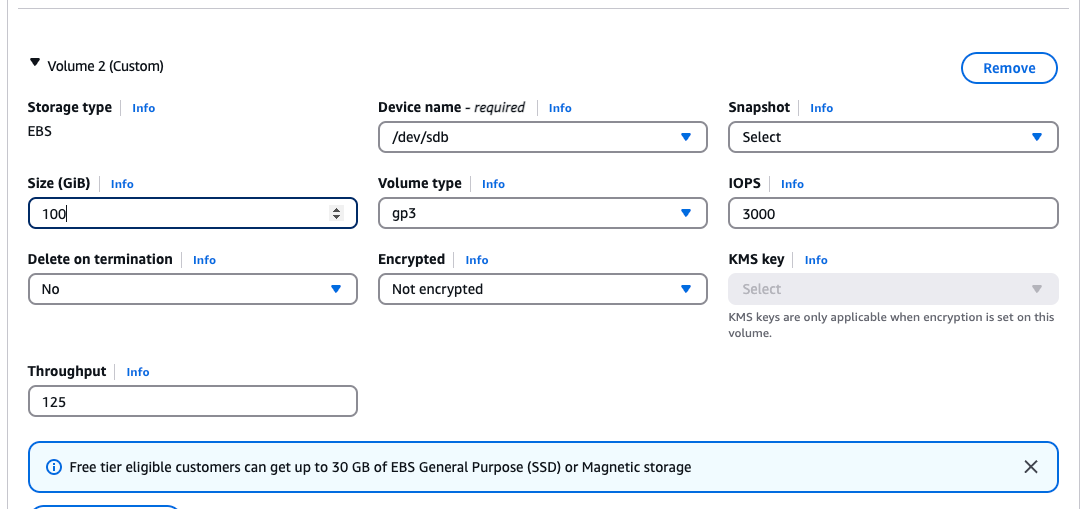 Volume 2 (Custom)
Remove
Storage type Info
EBS
Device name - required Info
/dev/sdb
Snapshot Info
Select
Size (GiB) Info
100
Volume type Info
gp3
IOPS Info
3000
Delete on termination Info
No
Encrypted Info
Not encrypted
KMS key Info
Select
KMS keys are only applicable when encryption is set on this
volume.
Throughput Info
125
Free tier eligible customers can get up to 30 GB of EBS General Purpose (SSD) or Magnetic storage